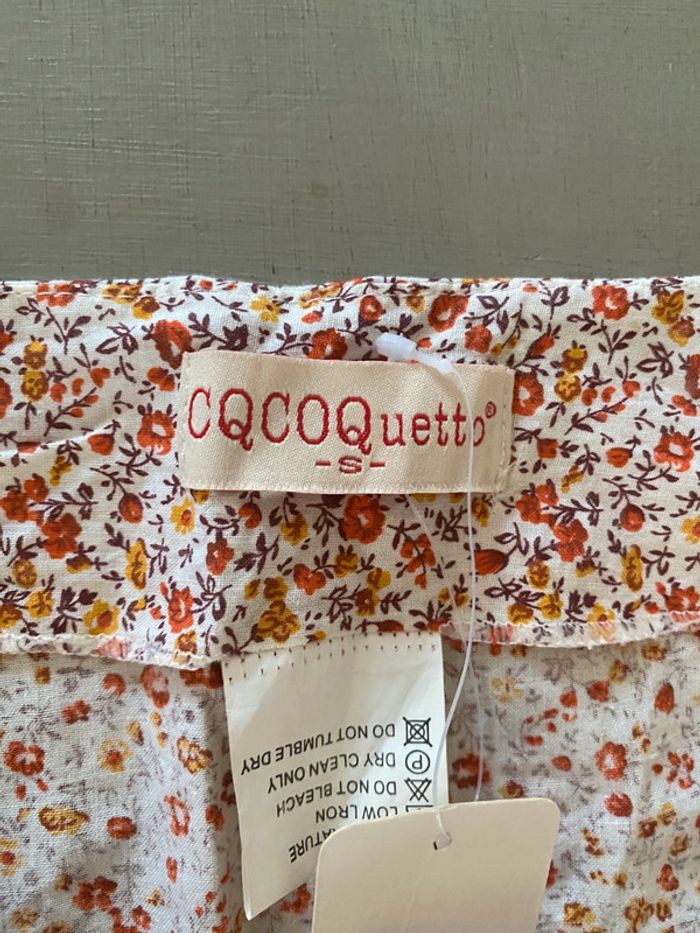 CQCOQuetto®
-S-
LOW LRON
DO NOT BLEACH
DRY CLEAN ONLY
DO NOT TUMBLE DRY